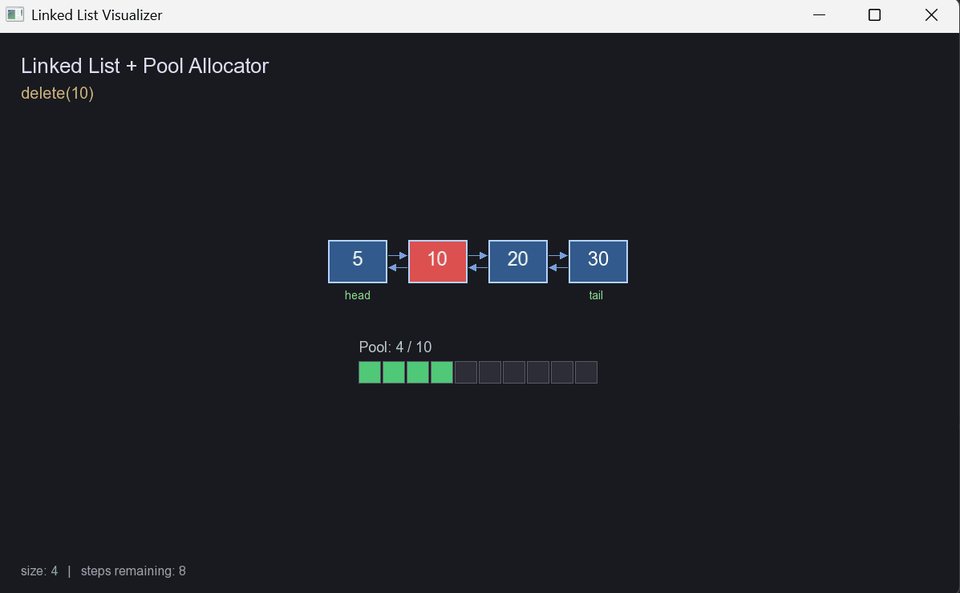 Linked List Visualizer
Linked List + Pool Allocator
delete(10)
5 10 20 30
head tail
Pool: 4 / 10
size: 4 | steps remaining: 8